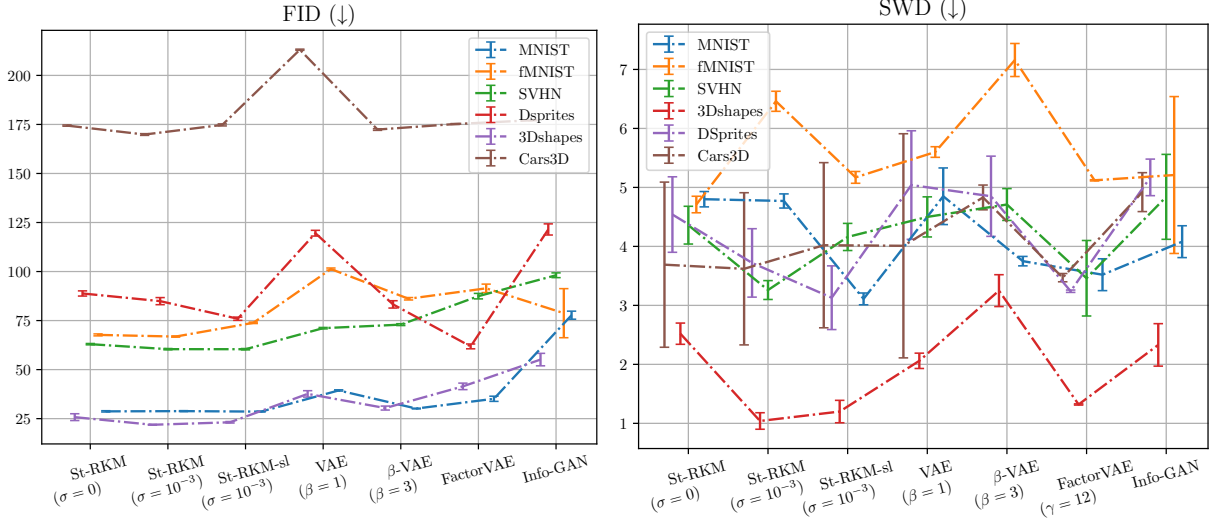 FID (↓)
200
175
150
125
100
75
50
25
MNIST
fMNIST
SVHN
Dsprites
3Dshapes
Cars3D
St-RKM
(σ = 0)
St-RKM
(σ = 10⁻³)
St-RKM-sl
(σ = 10⁻³)
VAE
(β = 1)
β-VAE
(β = 3)
FactorVAE
Info-GAN
SWD (↓)
7
6
5
4
3
2
1
MNIST
fMNIST
SVHN
3Dshapes
DSprites
Cars3D
St-RKM
(σ = 0)
St-RKM
(σ = 10⁻³)
St-RKM-sl
(σ = 10⁻³)
VAE
(β = 1)
β-VAE
(β = 3)
FactorVAE
(γ = 12)
Info-GAN